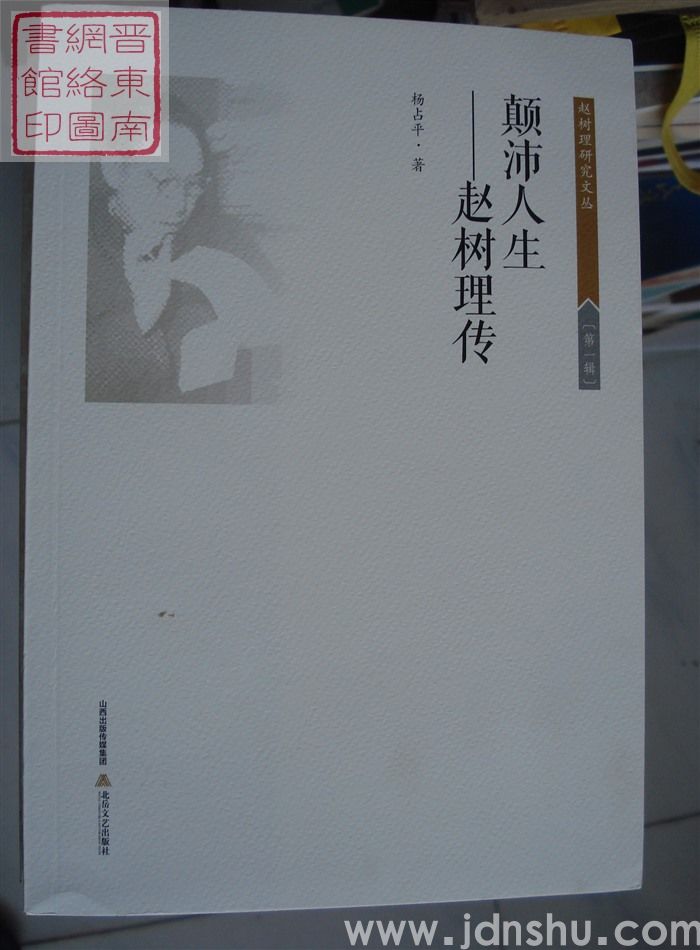 晋東南
網絡圖
書館印
赵树理研究文丛
〔第一辑〕
颠沛人生
——赵树理传
杨占平·著
山西出版传媒集团
北岳文艺出版社
www.jdnshu.com